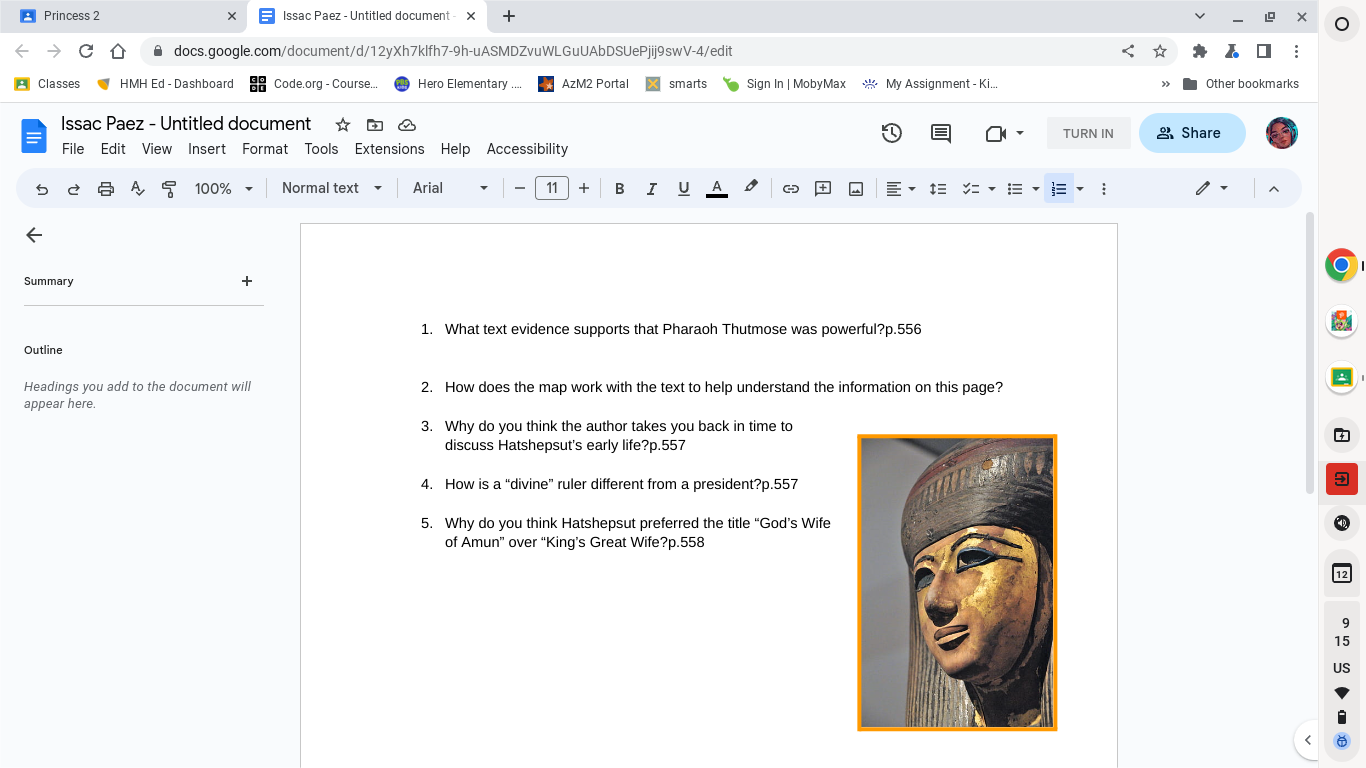 Princess 2
Issac Paez - Untitled document -
docs.google.com/document/d/12yXh7klfh7-9h-uASMDZvuWLGuUAbDSUePjij9swV-4/edit
Classes
HMH Ed - Dashboard
Code.org - Course...
Hero Elementary ....
AzM2 Portal
smarts
Sign In | MobyMax
My Assignment - Ki...
Other bookmarks
Issac Paez - Untitled document
File Edit View Insert Format Tools Extensions Help Accessibility
TURN IN
Share
100%
Normal text
Arial
11
B I U A
Summary
Outline
Headings you add to the document will
appear here.
1. What text evidence supports that Pharaoh Thutmose was powerful?p.556
2. How does the map work with the text to help understand the information on this page?
3. Why do you think the author takes you back in time to
discuss Hatshepsut's early life?p.557
4. How is a “divine” ruler different from a president?p.557
5. Why do you think Hatshepsut preferred the title “God’s Wife
of Amun” over “King’s Great Wife?p.558
12
9
15
US